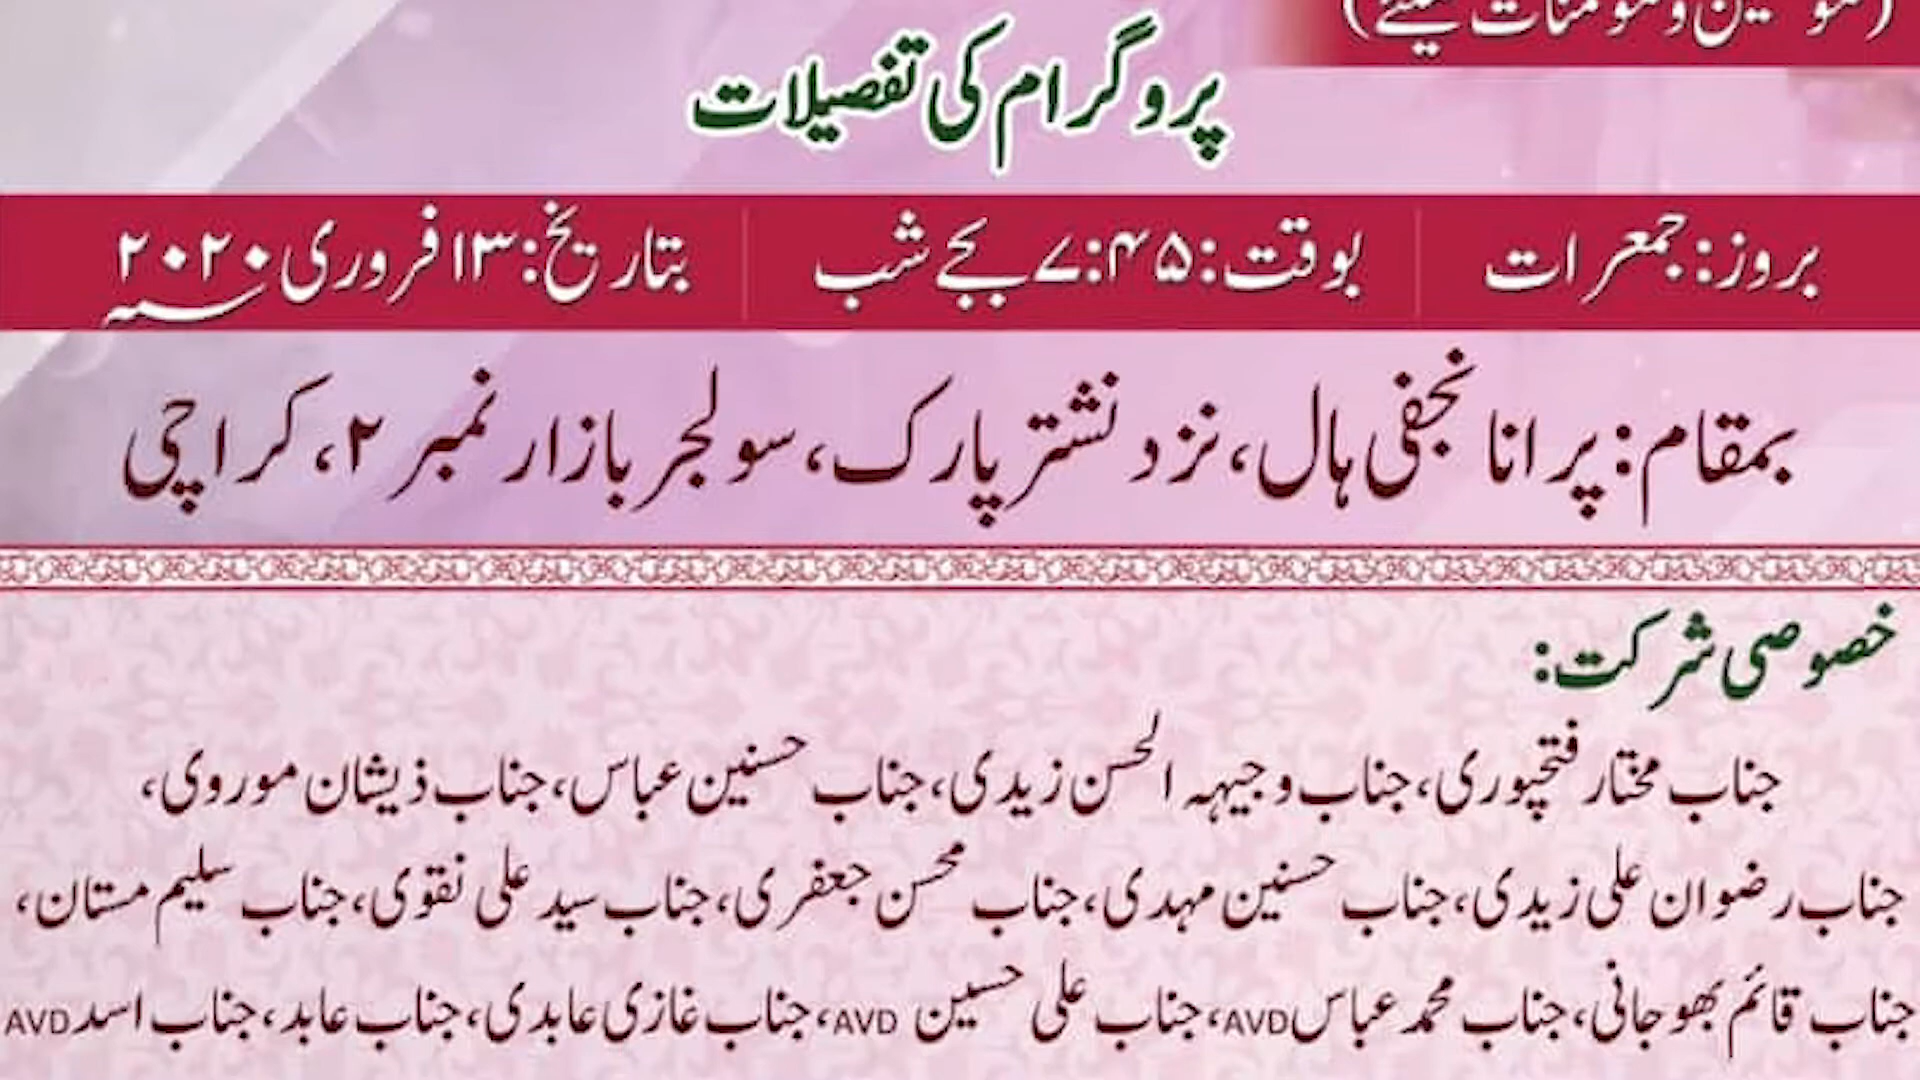 (مومنین و مومنات کیلئے)
پروگرام کی تفصیلات
بروز: جمعرات بوقت: ۷:۴۵ بجے شب بتاریخ: ۱۳ فروری ۲۰۲۰
بمقام: پرانا نجفی ہال، نزد نشتر پارک، سولجر بازار نمبر ۲، کراچی
خصوصی شرکت:
جناب مختار فتحپوری، جناب وجیہہ الحسن زیدی، جناب حسنین عباس، جناب ذیشان موروی،
جناب رضوان علی زیدی، جناب حسنین مہدی، جناب محسن جعفری، جناب سید علی نقوی، جناب سلیم مستان،
جناب قائم بھوجانی، جناب محمد عباس AVD، جناب علی حسین AVD، جناب غازی عابدی، جناب عابد، جناب اسد AVD